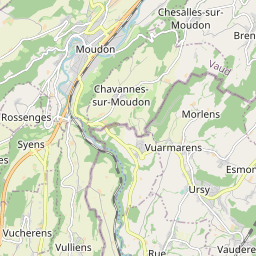 Chesalles-sur-
Moudon
Moudon
Bren
Vaud
Chavannes-
sur-Moudon
Rossenges
Morlens
Syens
Vuarmarens
Esmon
Ursy
Vucherens
Vulliens
Rue
Vaudere